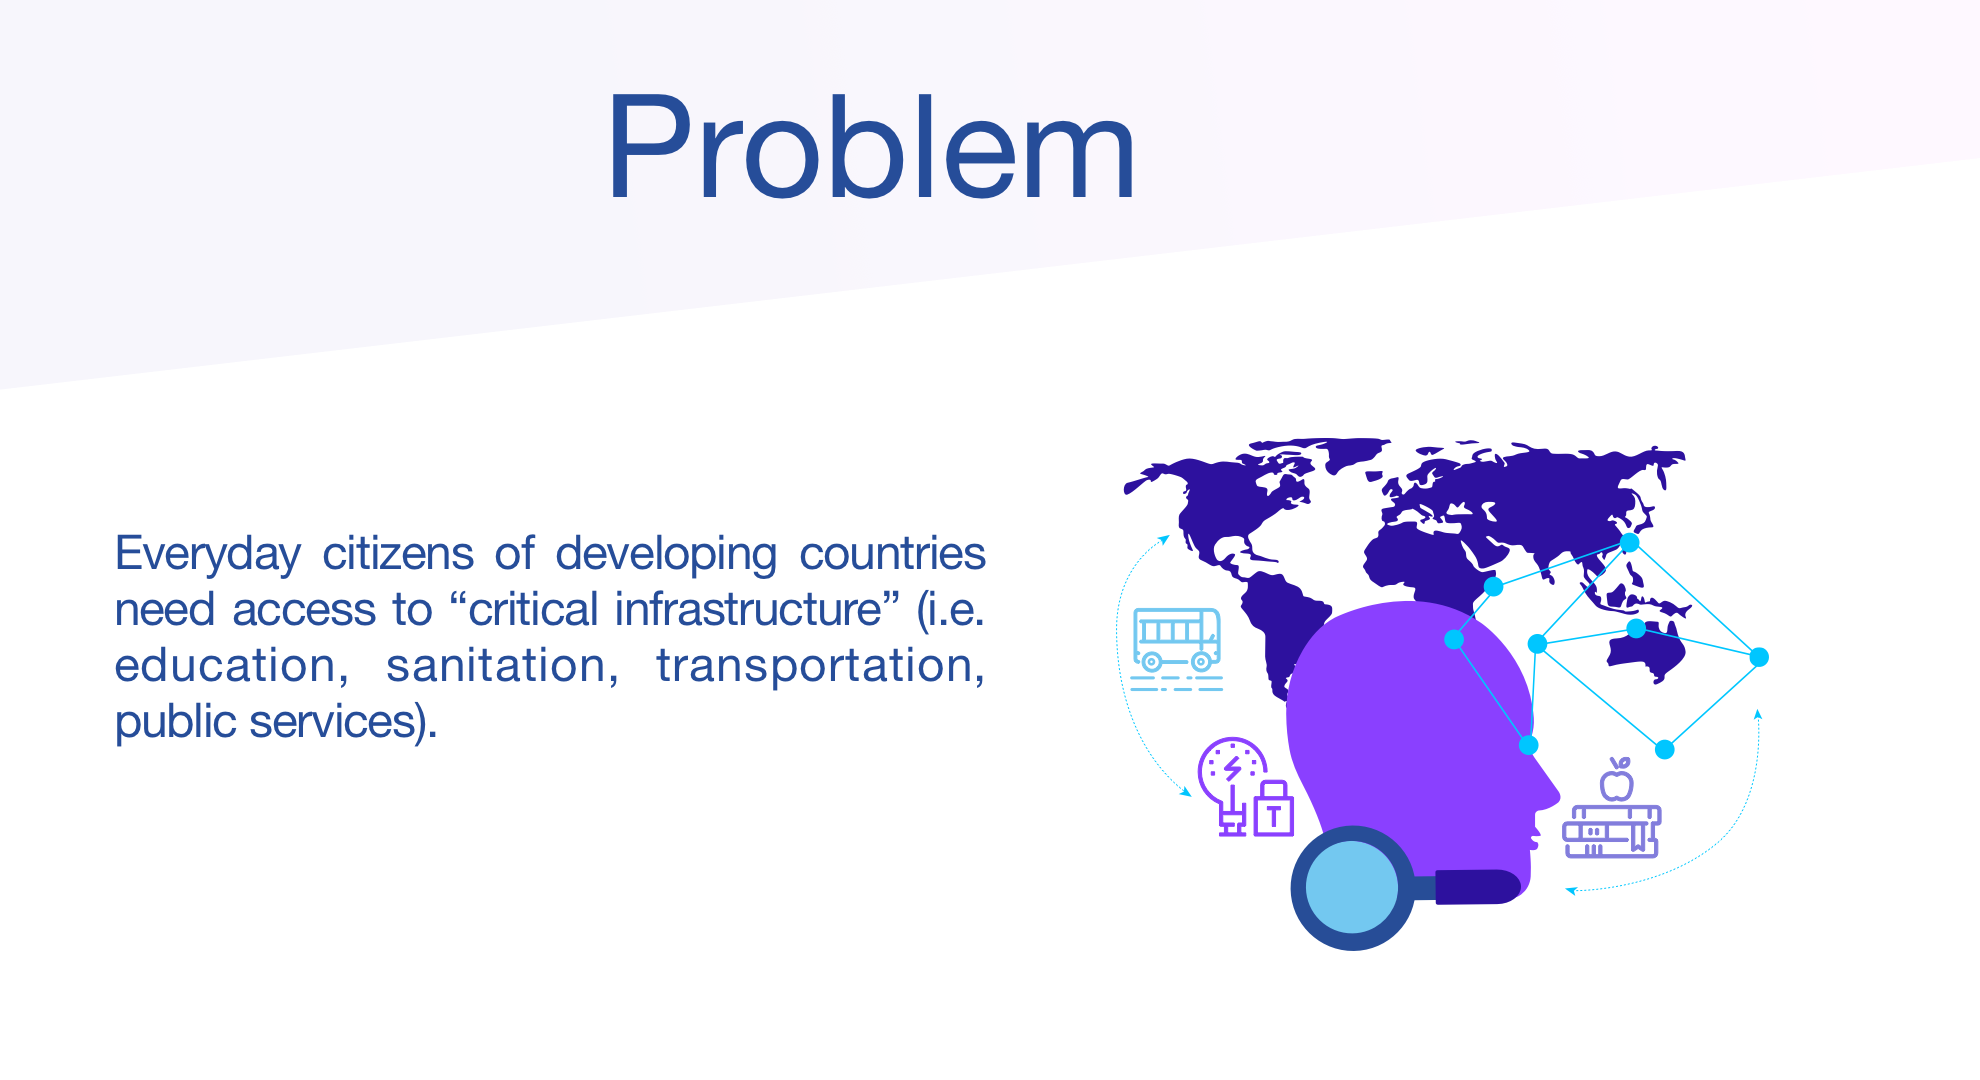 Problem
Everyday citizens of developing countries
need access to “critical infrastructure” (i.e.
education, sanitation, transportation,
public services).
T